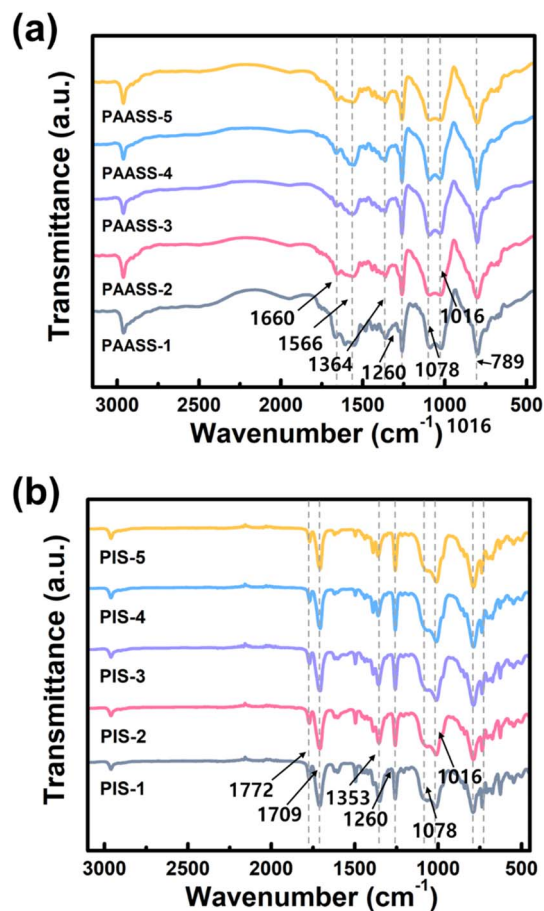 (a)
Transmittance (a.u.)
PAASS-5
PAASS-4
PAASS-3
PAASS-2
PAASS-1
1660
1566
1364
1260
1078
1016
789
3000 2500 2000 1500 1000 500
Wavenumber (cm-1) 1016
(b)
Transmittance (a.u.)
PIS-5
PIS-4
PIS-3
PIS-2
PIS-1
1772
1709
1353
1260
1078
1016
3000 2500 2000 1500 1000 500
Wavenumber (cm-1)